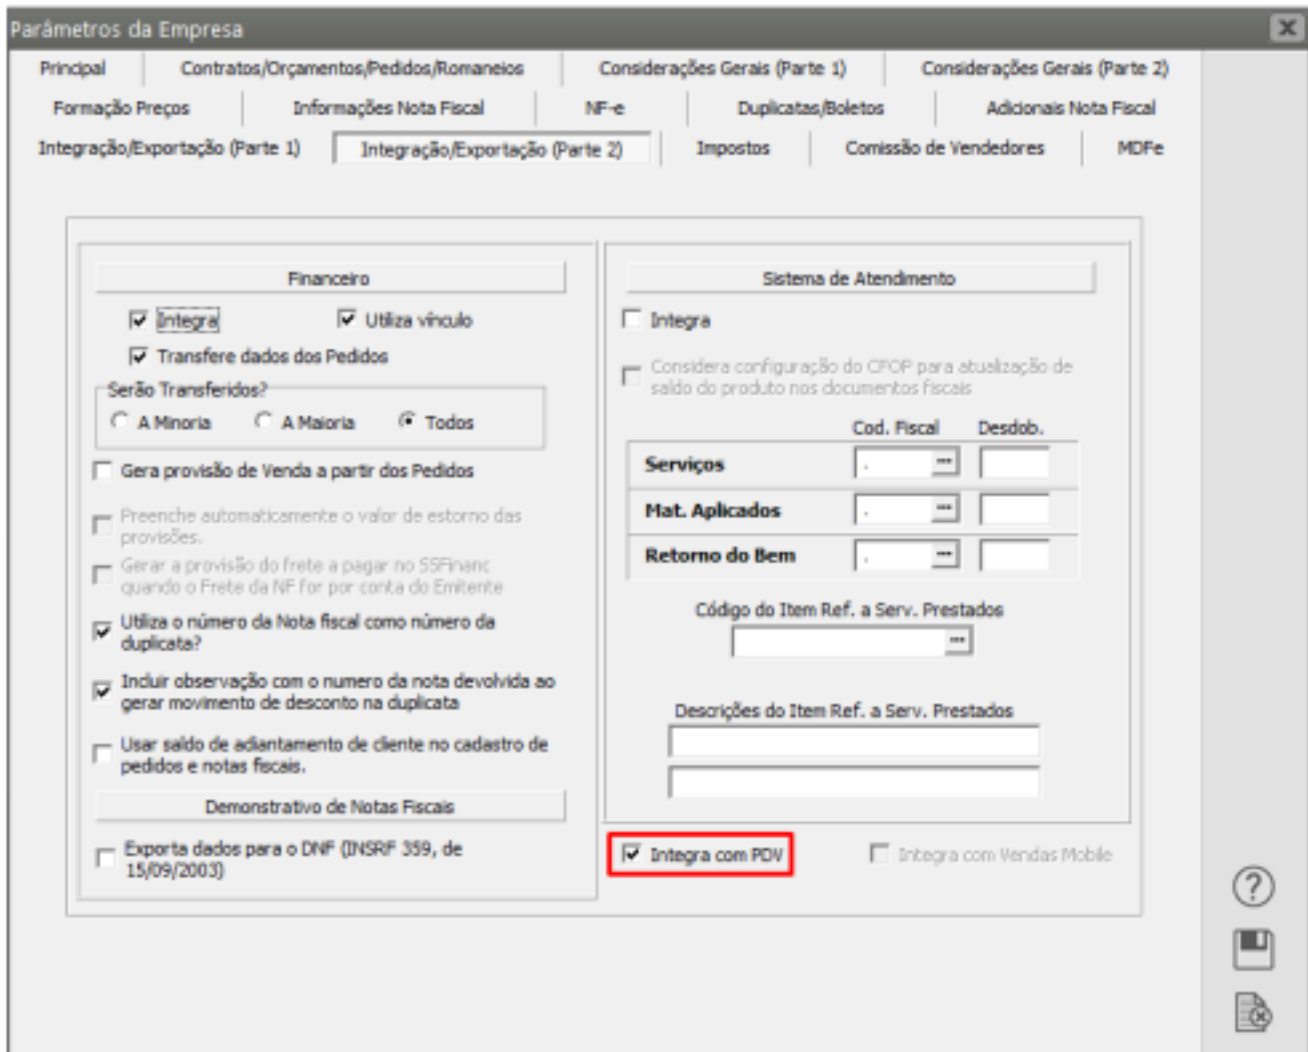 Parâmetros da Empresa
Principal
Contratos/Orçamentos/Pedidos/Romaneios
Considerações Gerais (Parte 1)
Considerações Gerais (Parte 2)
Formação Preços
Informações Nota Fiscal
NF-e
Duplicatas/Boletos
Adicionais Nota Fiscal
Integração/Exportação (Parte 1)
Integração/Exportação (Parte 2)
Impostos
Comissão de Vendedores
MDFe
Financeiro
Integra
Utiliza vínculo
Transfere dados dos Pedidos
Serão Transferidos?
A Minoria
A Maioria
Todos
Gera provisão de Venda a partir dos Pedidos
Preenche automaticamente o valor de estorno das
provisões.
Gerar a provisão do frete a pagar no SSFinanc
quando o Frete da NF for por conta do Emitente
Utiliza o número da Nota fiscal como número da
duplicata?
Incluir observação com o numero da nota devolvida ao
gerar movimento de desconto na duplicata
Usar saldo de adiantamento de cliente no cadastro de
pedidos e notas fiscais.
Demonstrativo de Notas Fiscais
Exporta dados para o DNF (INSRF 359, de
15/09/2003)
Sistema de Atendimento
Integra
Considera configuração do CFOP para atualização de
saldo do produto nos documentos fiscais
Cod. Fiscal
Desdob.
Serviços
.
...
Mat. Aplicados
.
...
Retorno do Bem
.
...
Código do Item Ref. a Serv. Prestados
...
Descrições do Item Ref. a Serv. Prestados
Integra com PDV
Integra com Vendas Mobile
?